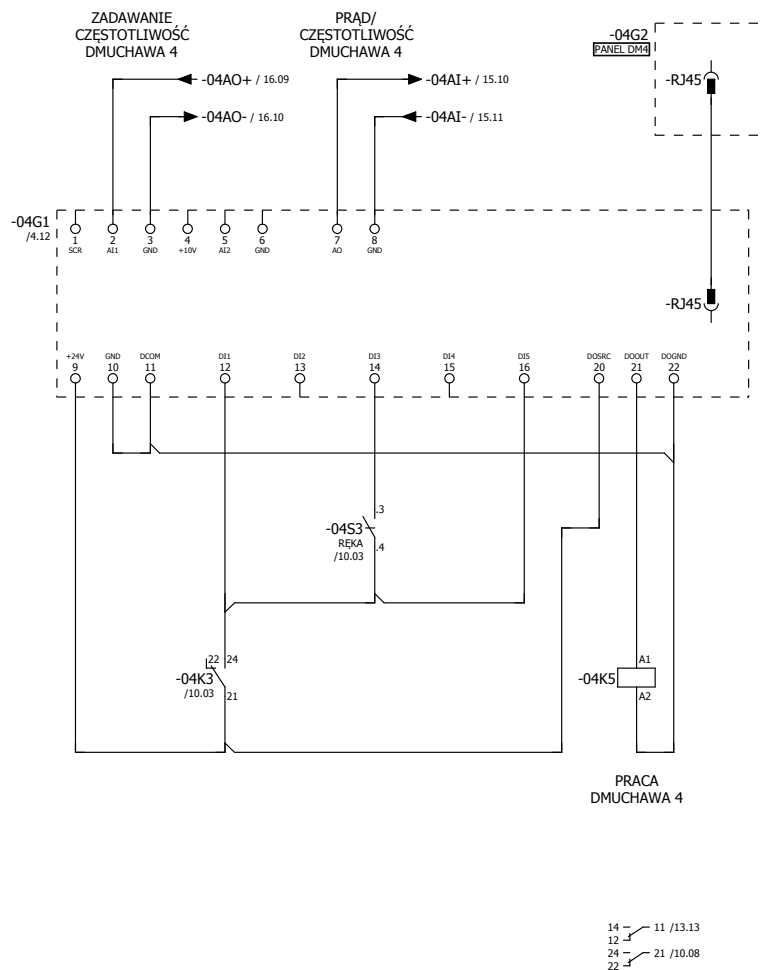 ZADAWANIE
CZĘSTOTLIWOŚĆ
DMUCHAWA 4
PRĄD/
CZĘSTOTLIWOŚĆ
DMUCHAWA 4
-04G2
PANEL DM4
-04AO+ / 16.09
-04AI+ / 15.10
-RJ45
-04AO- / 16.10
-04AI- / 15.11
-04G1
/4.12
1 2 3 4 5 6 7 8
SCR AI1 GND +10V AI2 GND AO GND
-RJ45
+24V GND DCOM DI1 DI2 DI3 DI4 DI5 DOSRC DOOUT DOGND
9 10 11 12 13 14 15 16 20 21 22
.3
-04S3
RĘKA
.4
/10.03
22 24
-04K3
/10.03
21
A1
-04K5
A2
PRACA
DMUCHAWA 4
14 11 /13.13
12
24 21 /10.08
22